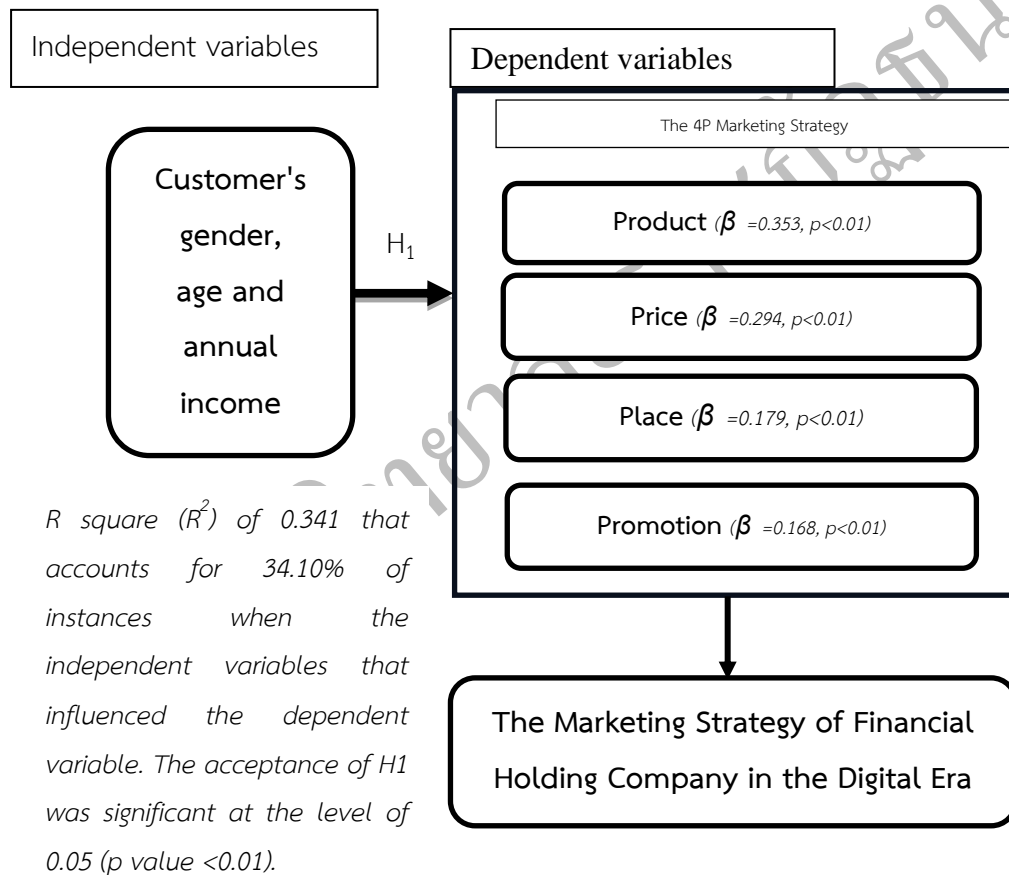 Independent variables
Dependent variables
The 4P Marketing Strategy
Customer's
gender,
age and
annual
income
H₁
Product (β =0.353, p<0.01)
Price (β =0.294, p<0.01)
Place (β =0.179, p<0.01)
Promotion (β =0.168, p<0.01)
R square (R²) of 0.341 that
accounts for 34.10% of
instances when the
independent variables that
influenced the dependent
variable. The acceptance of H1
was significant at the level of
0.05 (p value <0.01).
The Marketing Strategy of Financial
Holding Company in the Digital Era